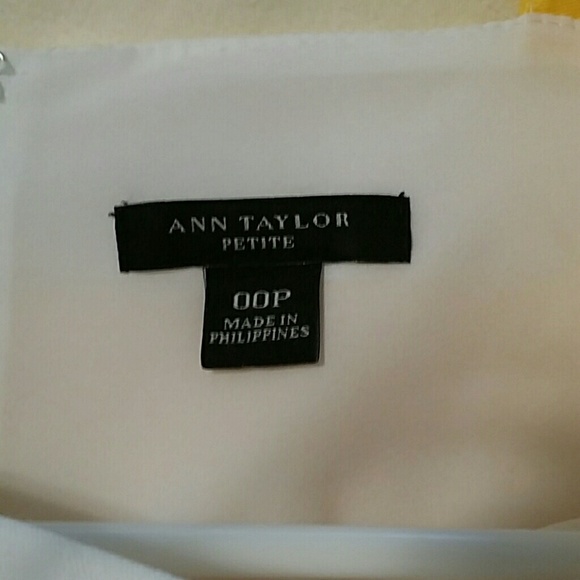 ANN TAYLOR
PETITE
00P
MADE IN
PHILIPPINES